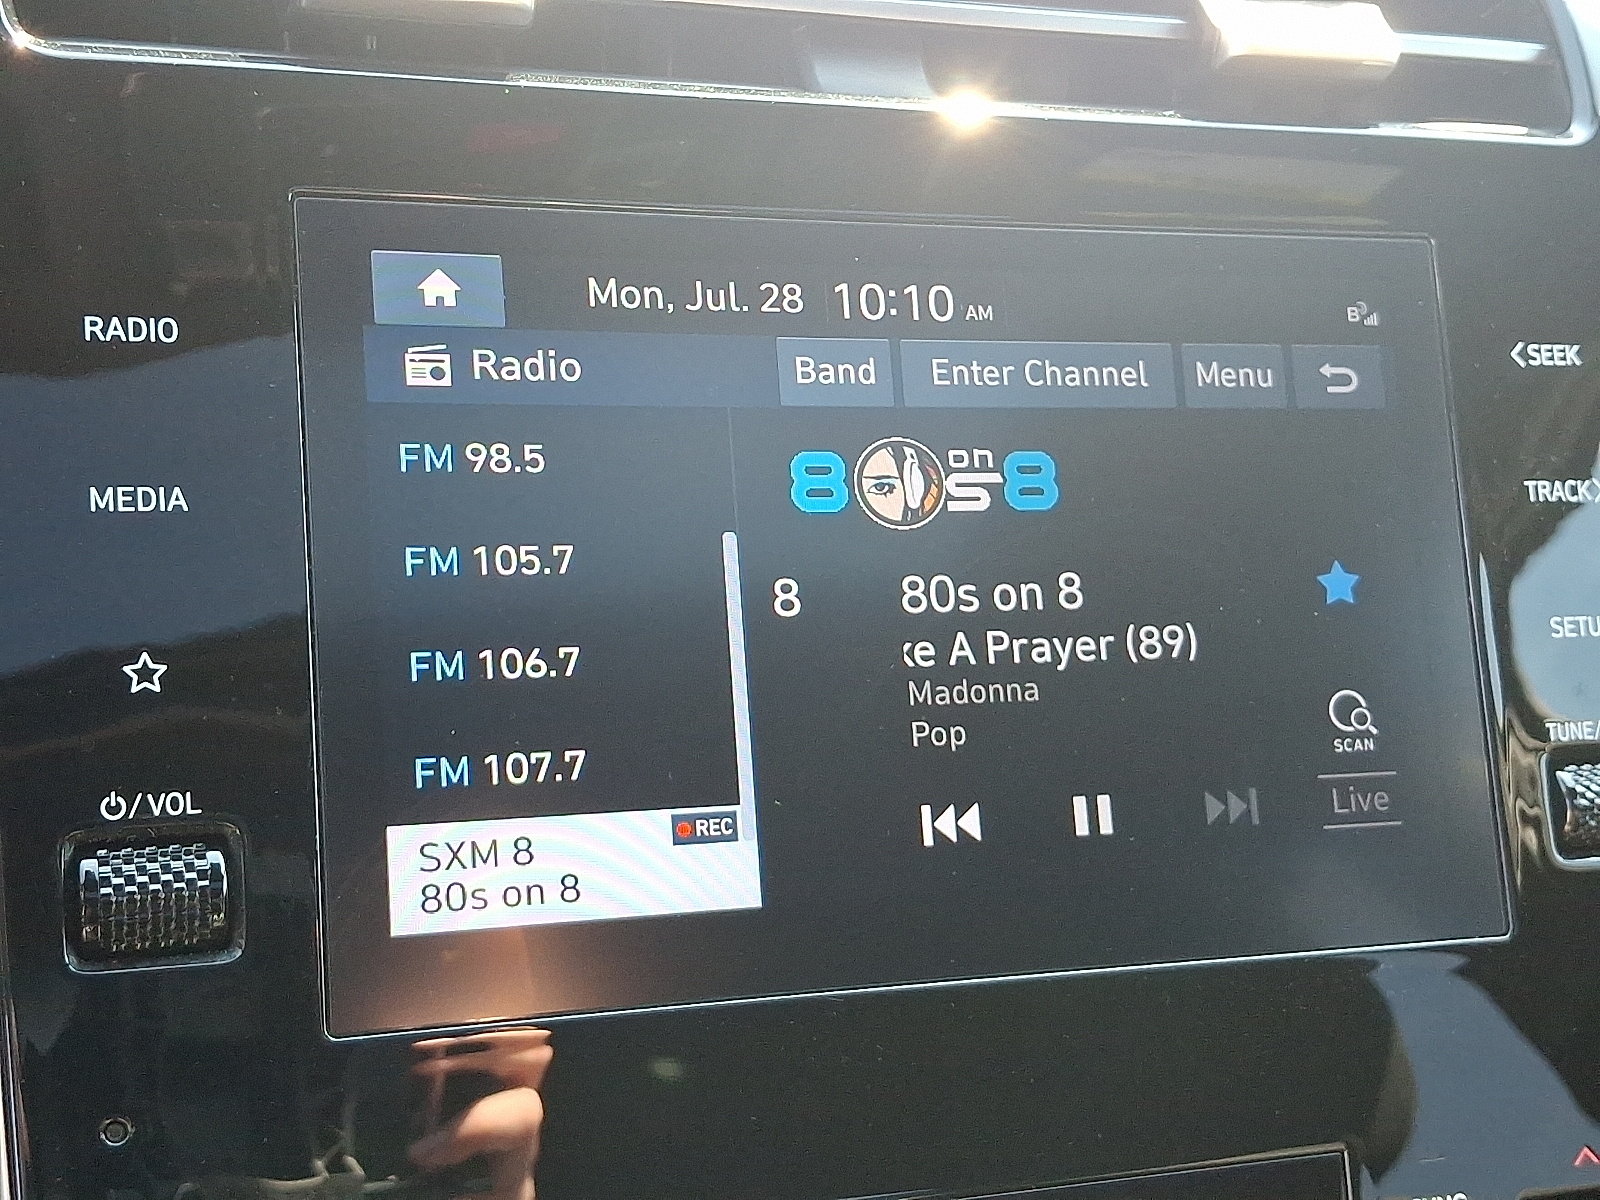 Mon, Jul. 28 10:10 AM
B
RADIO
Radio
Band
Enter Channel
Menu
<SEEK
FM 98.5
8 on 8
S
MEDIA
FM 105.7
TRACK>
8
80s on 8
ke A Prayer (89)
FM 106.7
Madonna
SETU
Pop
SCAN
TUNE/
FM 107.7
Live
/VOL
REC
SXM 8
80s on 8